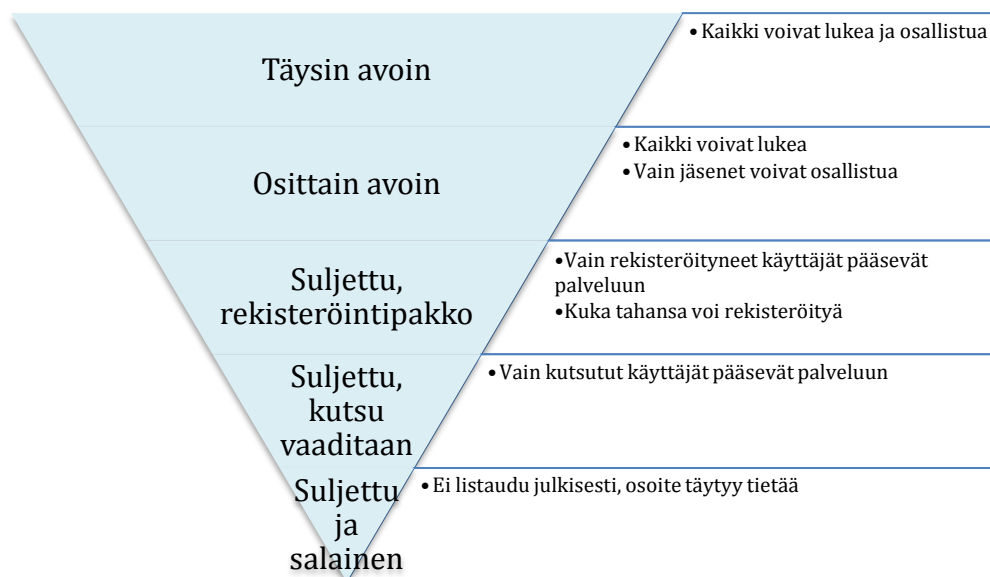 Täysin avoin
• Kaikki voivat lukea ja osallistua
Osittain avoin
• Kaikki voivat lukea
• Vain jäsenet voivat osallistua
Suljettu,
rekisteröintipakko
•Vain rekisteröityneet käyttäjät pääsevät
palveluun
•Kuka tahansa voi rekisteröityä
Suljettu,
kutsu
vaaditaan
• Vain kutsutut käyttäjät pääsevät palveluun
Suljettu
ja
salainen
• Ei listaudu julkisesti, osoite täytyy tietää